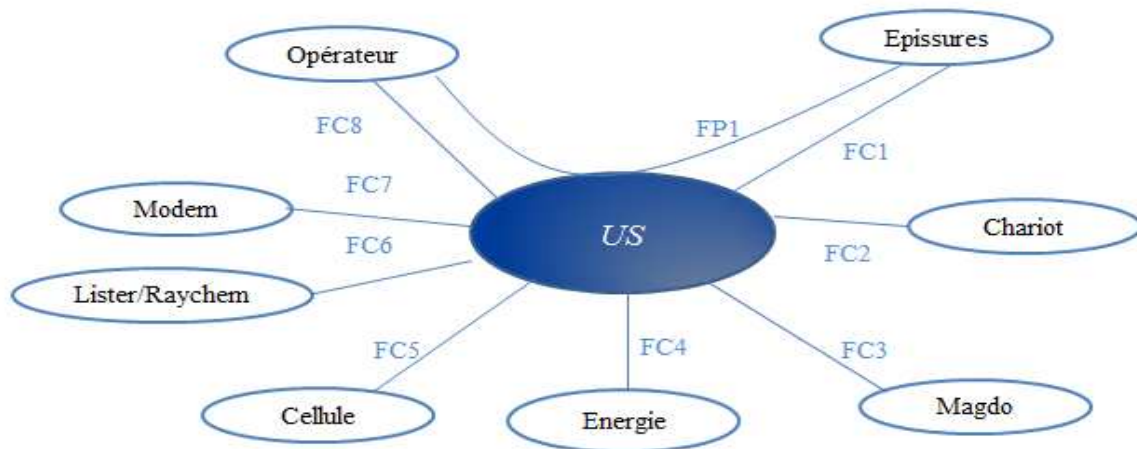 Opérateur
Epissures
FC8
FP1
FC1
FC7
Modem
US
Chariot
FC6
FC2
Lister/Raychem
FC5
FC4
FC3
Cellule
Energie
Magdo